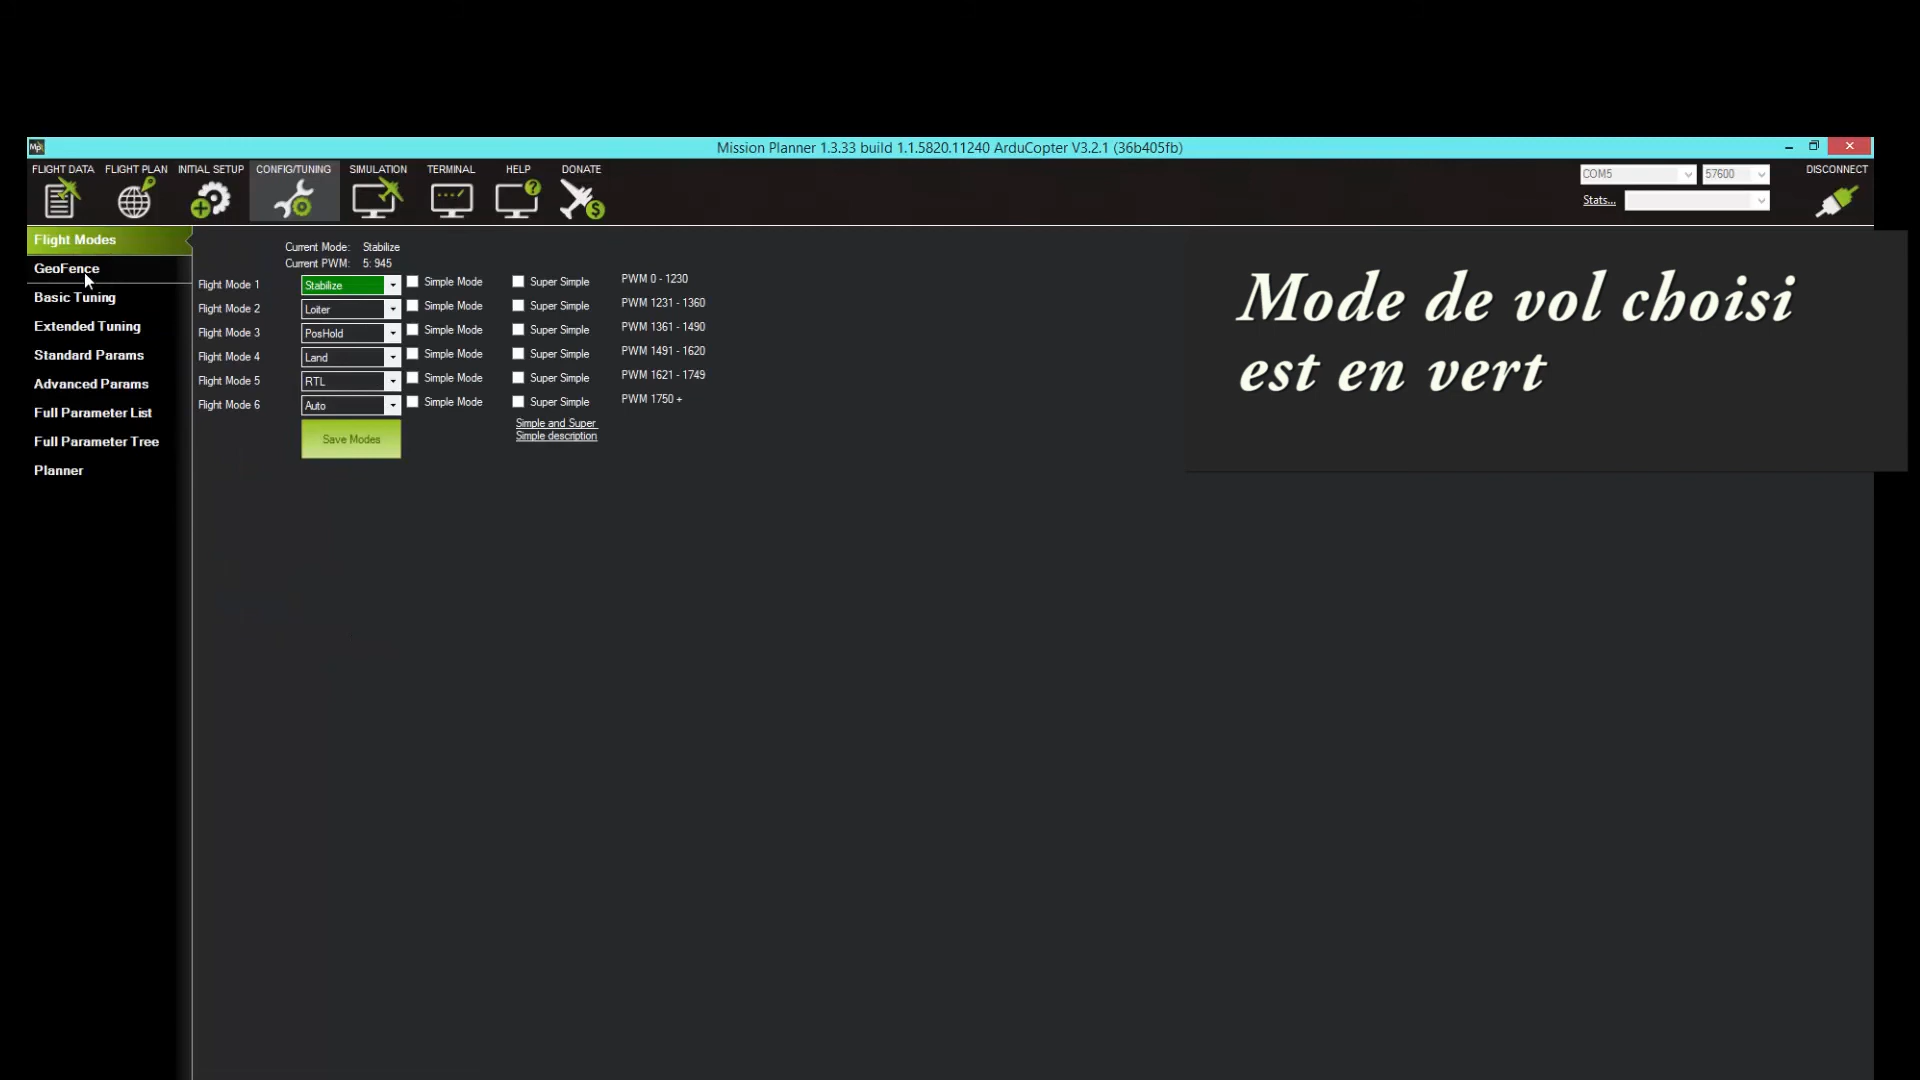 Mp
Mission Planner 1.3.33 build 1.1.5820.11240 ArduCopter V3.2.1 (36b405fb)
FLIGHT DATA FLIGHT PLAN INITIAL SETUP CONFIG/TUNING SIMULATION TERMINAL HELP DONATE
COM5 57600 DISCONNECT
Stats...
Flight Modes
GeoFence
Basic Tuning
Extended Tuning
Standard Params
Advanced Params
Full Parameter List
Full Parameter Tree
Planner
Current Mode: Stabilize
Current PWM: 5: 945
Flight Mode 1 Stabilize Simple Mode Super Simple PWM 0 - 1230
Flight Mode 2 Loiter Simple Mode Super Simple PWM 1231 - 1360
Flight Mode 3 PosHold Simple Mode Super Simple PWM 1361 - 1490
Flight Mode 4 Land Simple Mode Super Simple PWM 1491 - 1620
Flight Mode 5 RTL Simple Mode Super Simple PWM 1621 - 1749
Flight Mode 6 Auto Simple Mode Super Simple PWM 1750 +
Save Modes
Simple and Super
Simple description
Mode de vol choisi
est en vert